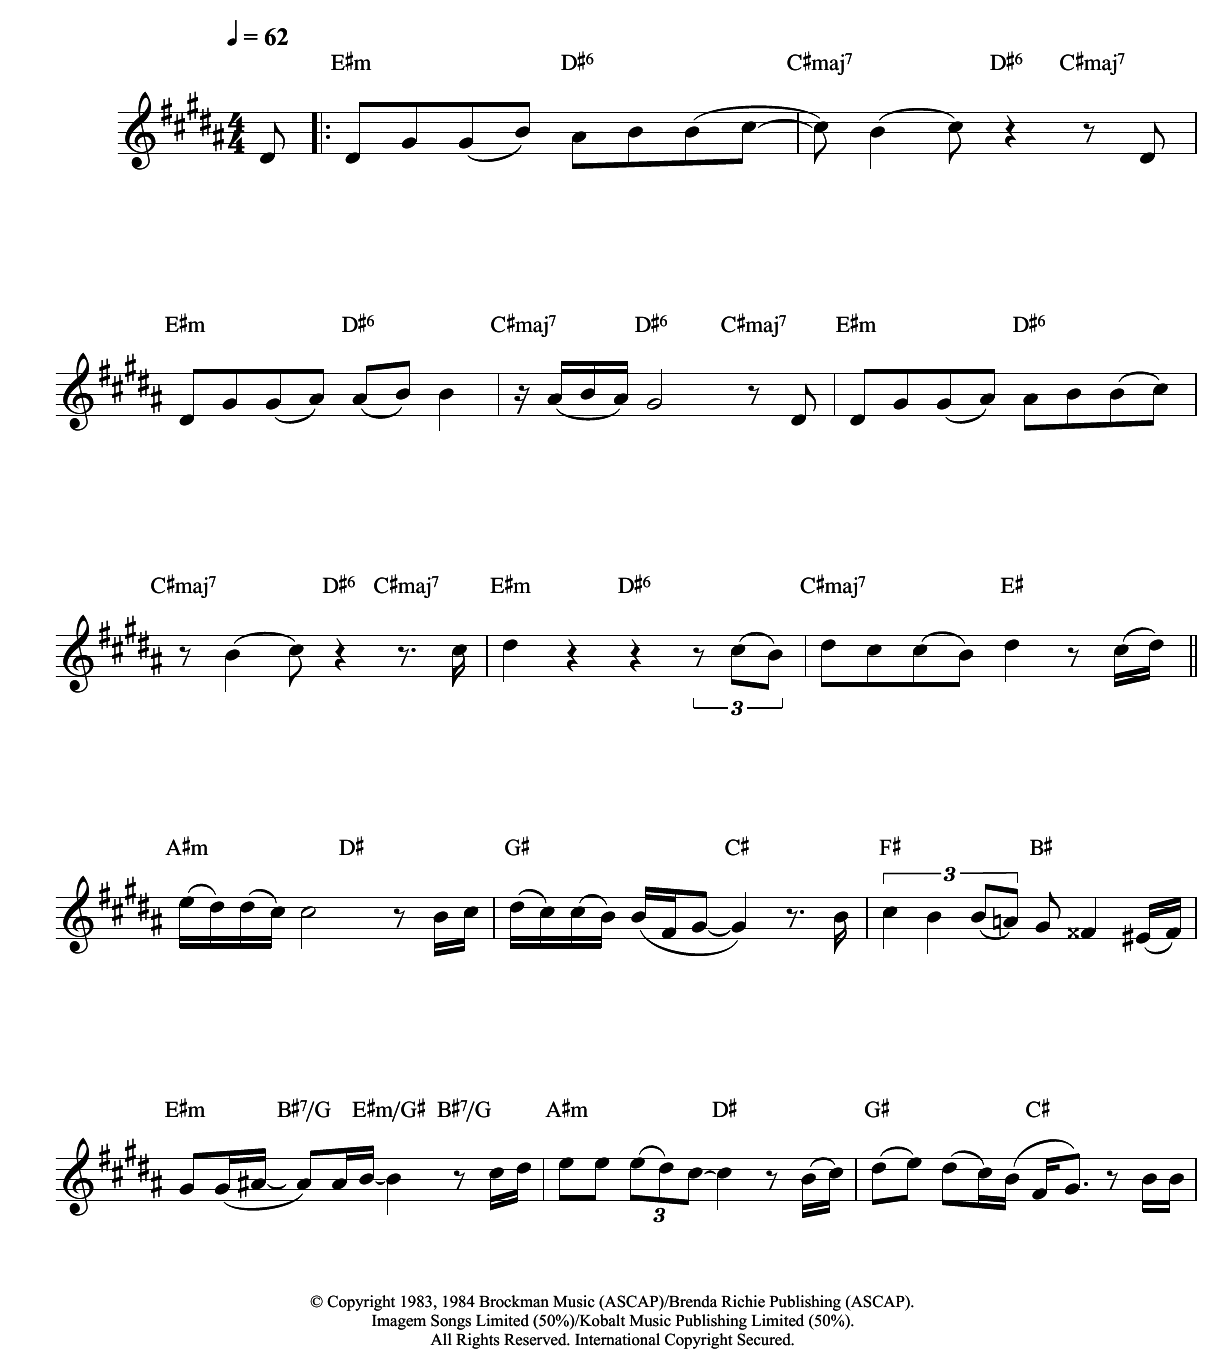 ♩ = 62
E♯m D♯6 C♯maj7 D♯6 C♯maj7
4
4
E♯m D♯6 C♯maj7 D♯6 C♯maj7 E♯m D♯6
C♯maj7 D♯6 C♯maj7 E♯m D♯6 C♯maj7 E♯
3
A♯m D♯ G♯ C♯ F♯ B♯
3
E♯m B♯7/G E♯m/G♯ B♯7/G A♯m D♯ G♯ C♯
3
© Copyright 1983, 1984 Brockman Music (ASCAP)/Brenda Richie Publishing (ASCAP).
Imagem Songs Limited (50%)/Kobalt Music Publishing Limited (50%).
All Rights Reserved. International Copyright Secured.